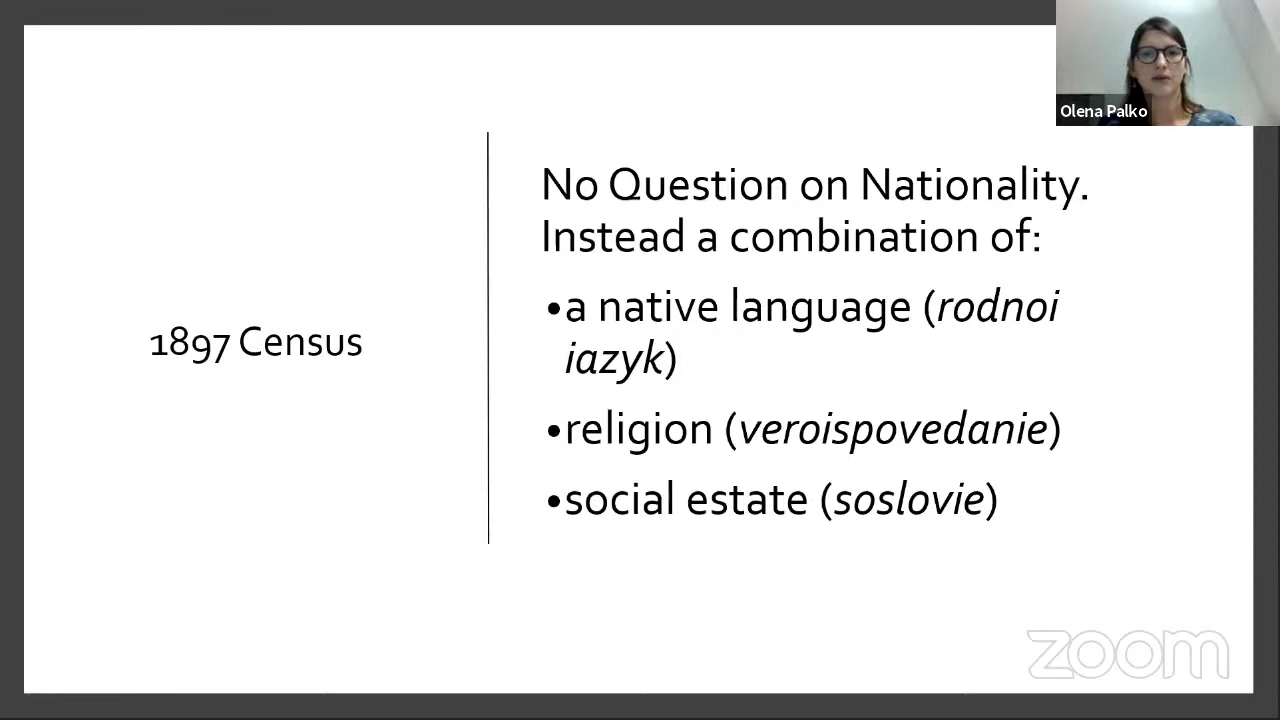 Olena Palko
1897 Census
No Question on Nationality.
Instead a combination of:
•a native language (rodnoi
iazyk)
•religion (veroispovedanie)
•social estate (soslovie)
zoom